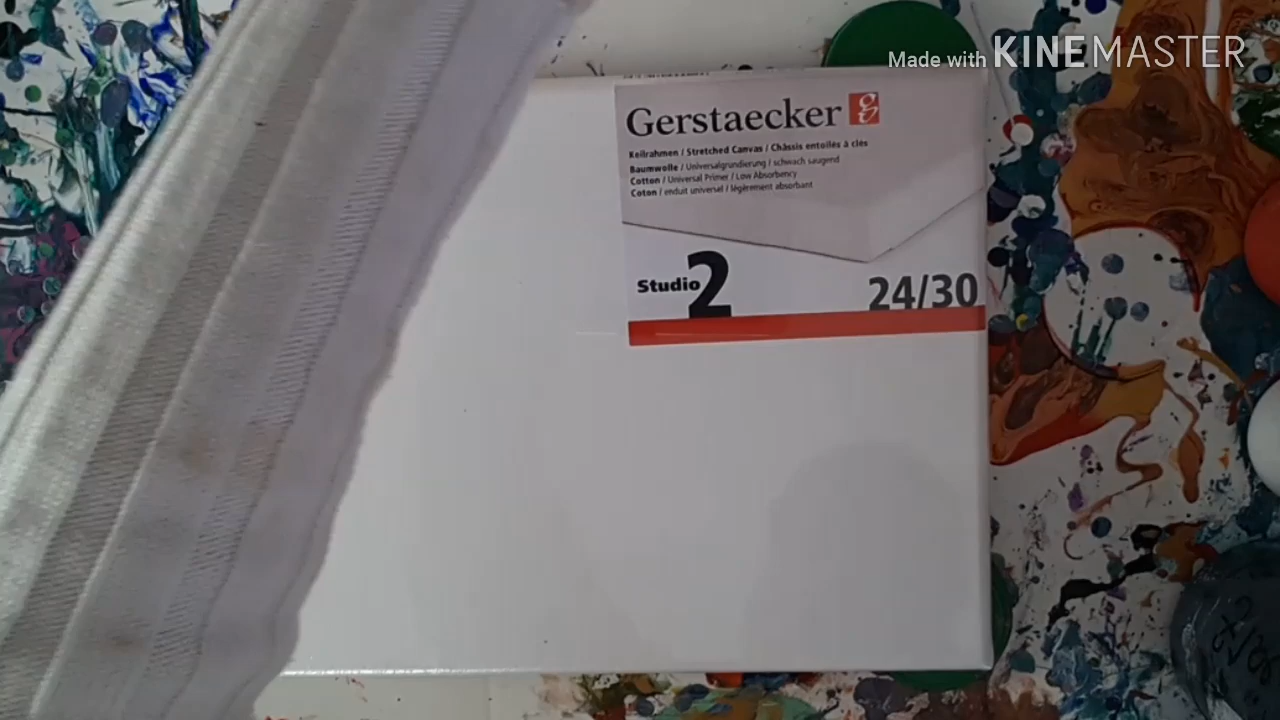 Made with KINEMASTER
Gerstaecker
Keilrahmen / Stretched Canvas / Châssis entoilés à clés
Baumwolle / Universalgrundierung / schwach saugend
Cotton / Universal Primer / Low Absorbency
Coton / enduit universel / légèrement absorbant
Studio 2
24/30